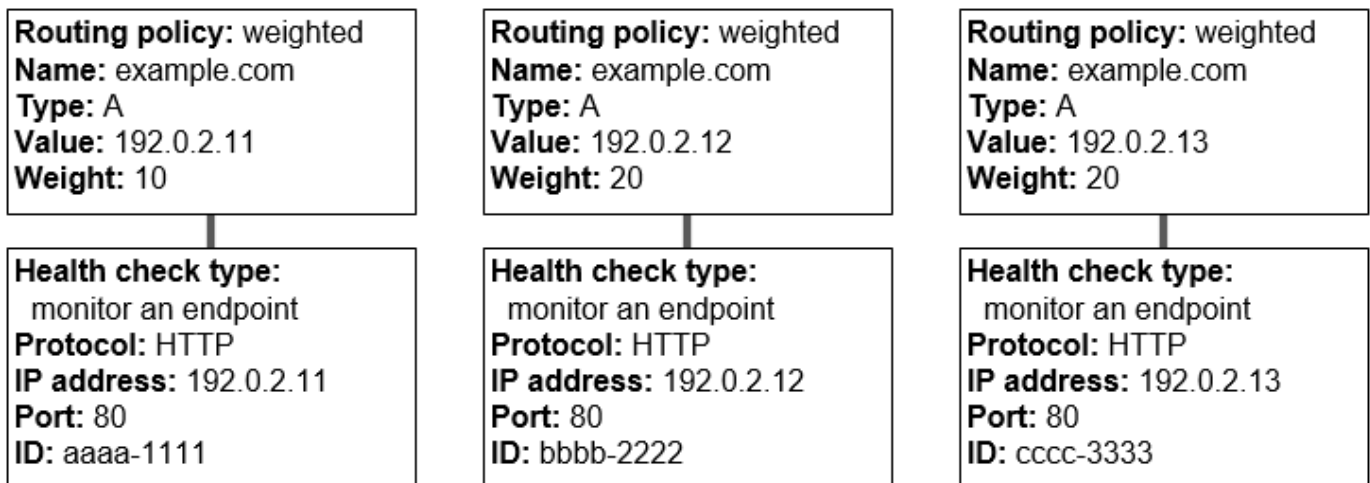 Routing policy: weighted
Name: example.com
Type: A
Value: 192.0.2.11
Weight: 10
Health check type:
monitor an endpoint
Protocol: HTTP
IP address: 192.0.2.11
Port: 80
ID: aaaa-1111
Routing policy: weighted
Name: example.com
Type: A
Value: 192.0.2.12
Weight: 20
Health check type:
monitor an endpoint
Protocol: HTTP
IP address: 192.0.2.12
Port: 80
ID: bbbb-2222
Routing policy: weighted
Name: example.com
Type: A
Value: 192.0.2.13
Weight: 20
Health check type:
monitor an endpoint
Protocol: HTTP
IP address: 192.0.2.13
Port: 80
ID: cccc-3333